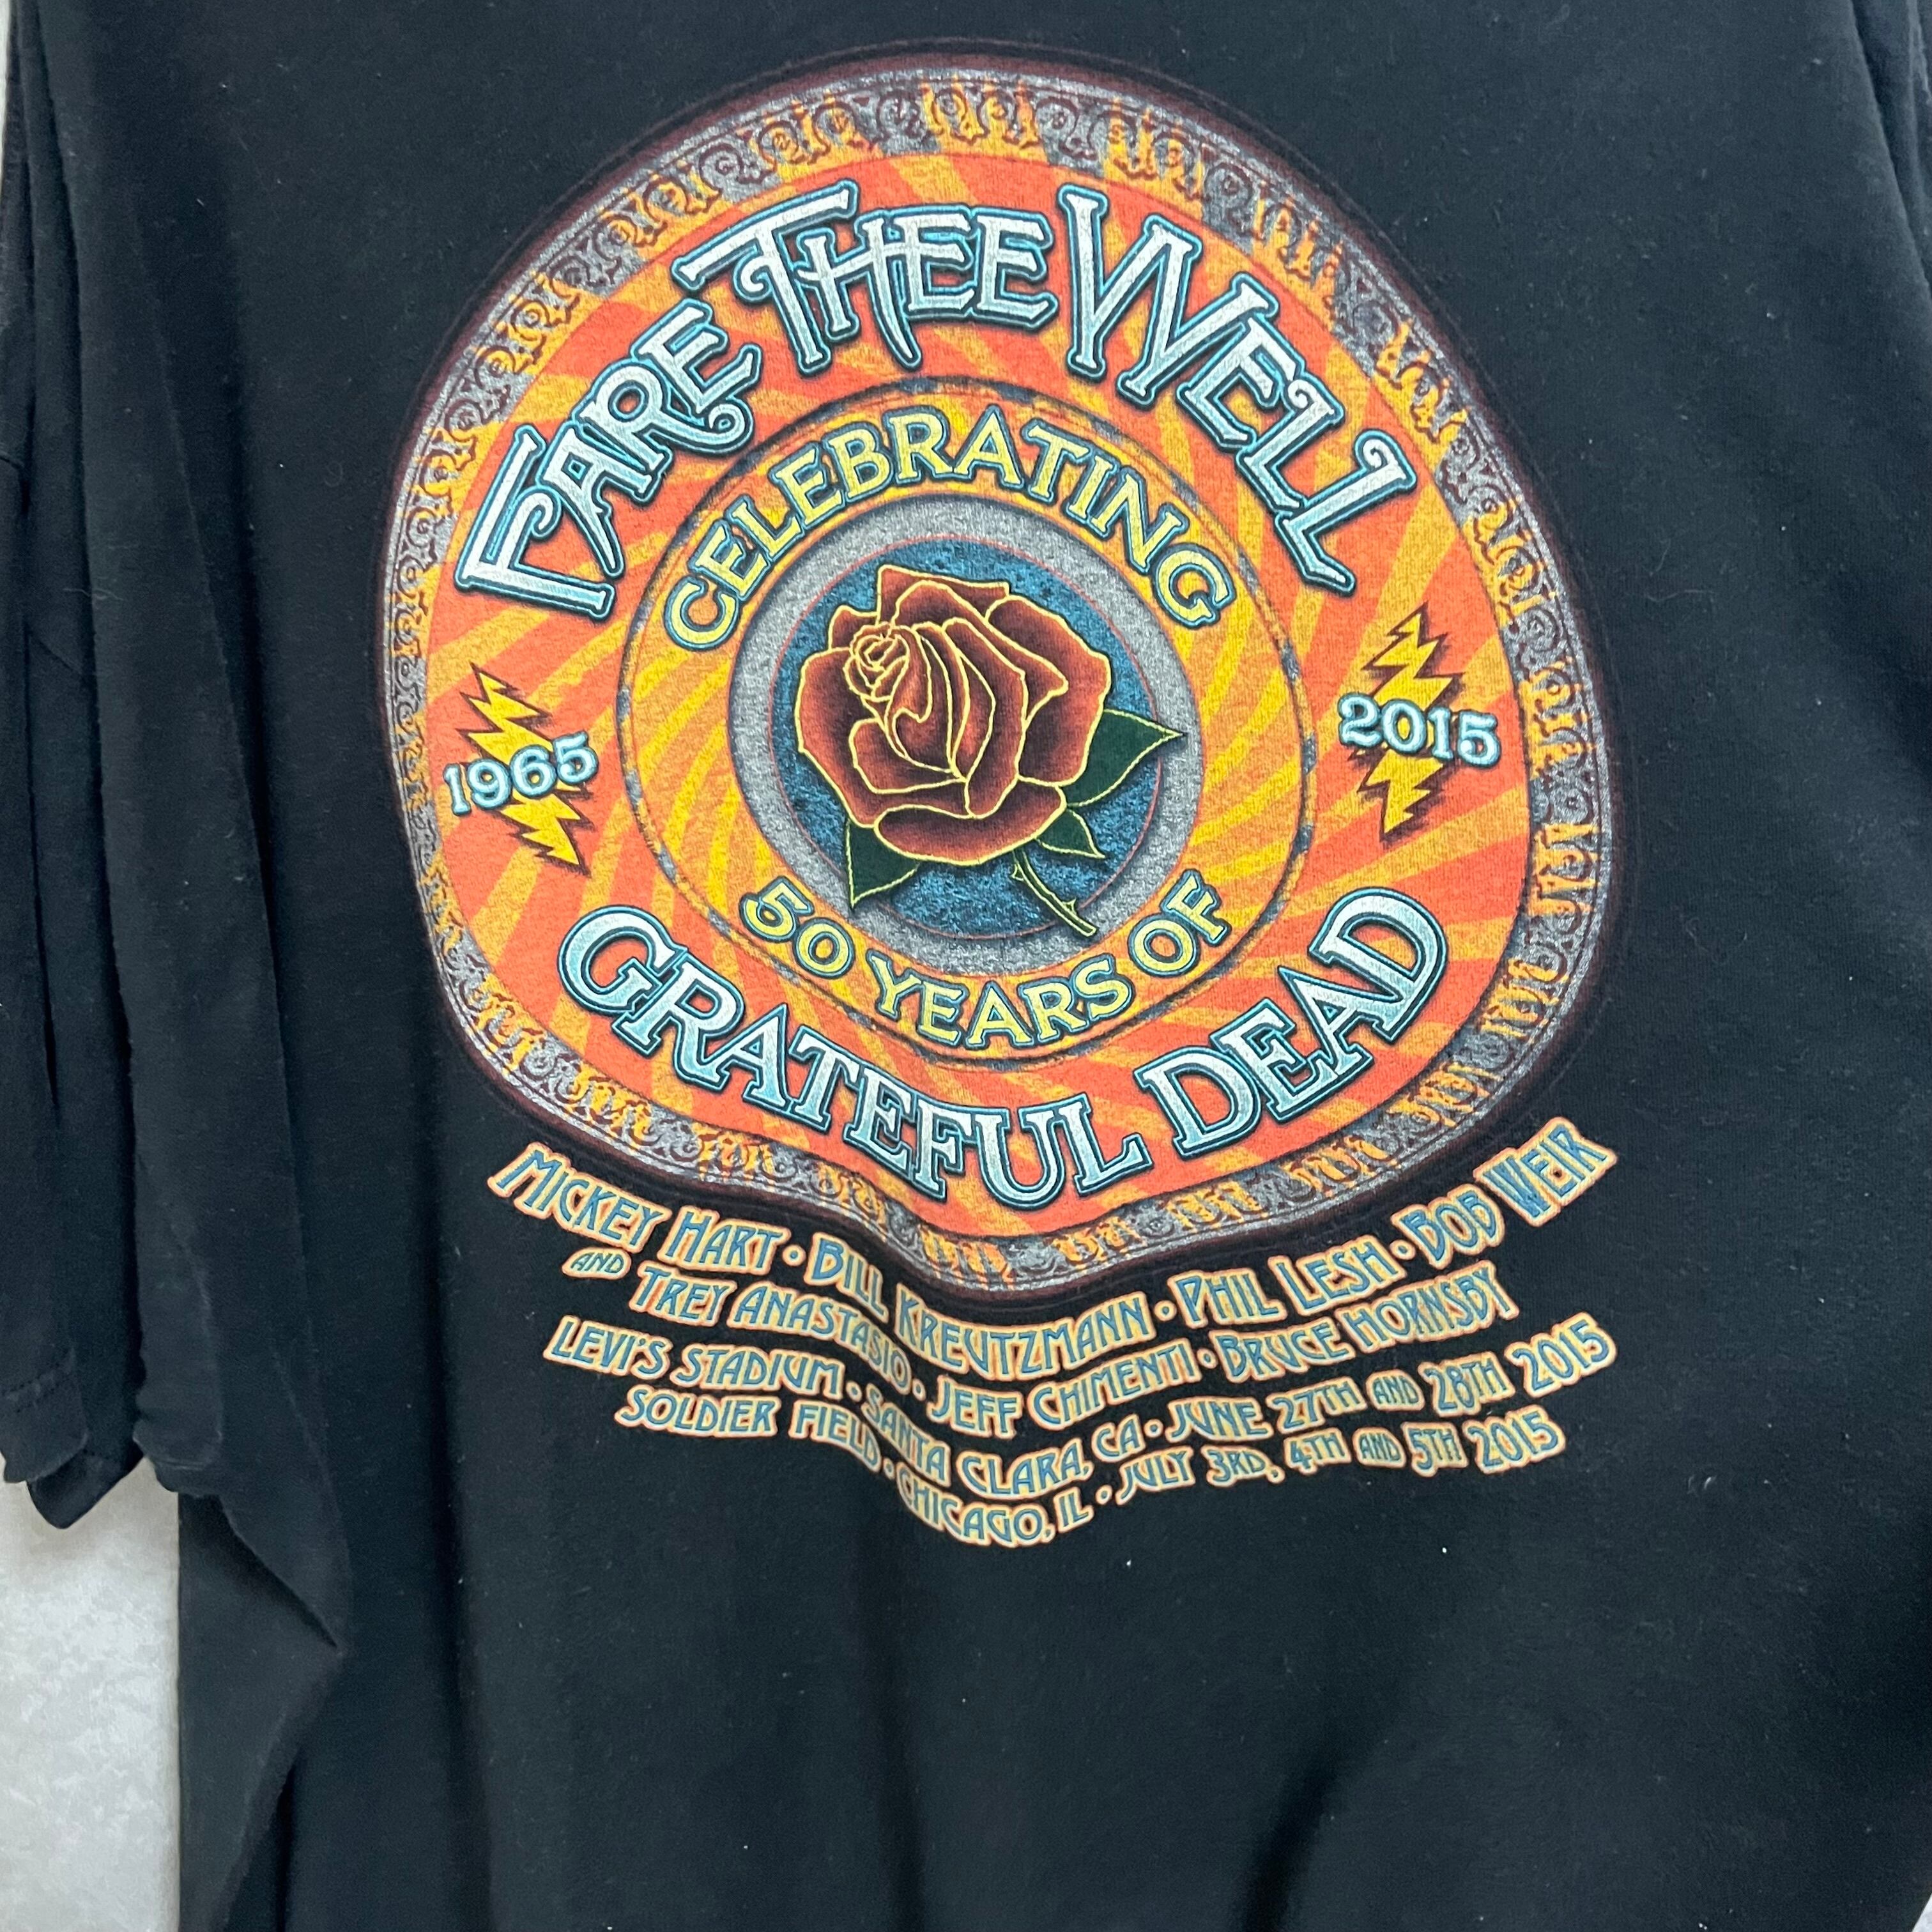 FARE THEE WELL
CELEBRATING
1965
2015
50 YEARS OF
GRATEFUL DEAD
MICKEY HART • BILL KREUTZMANN • PHIL LESH • BOB WEIR
AND TREY ANASTASIO • JEFF CHIMENTI • BRUCE HORNSBY
LEVI'S STADIUM • SANTA CLARA, CA • JUNE 27TH AND 28TH 2015
SOLDIER FIELD • CHICAGO, IL • JULY 3RD, 4TH AND 5TH 2015